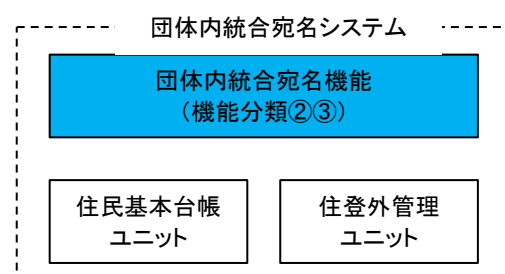 団体内統合宛名システム
団体内統合宛名機能
（機能分類②③）
住民基本台帳
ユニット
住登外管理
ユニット